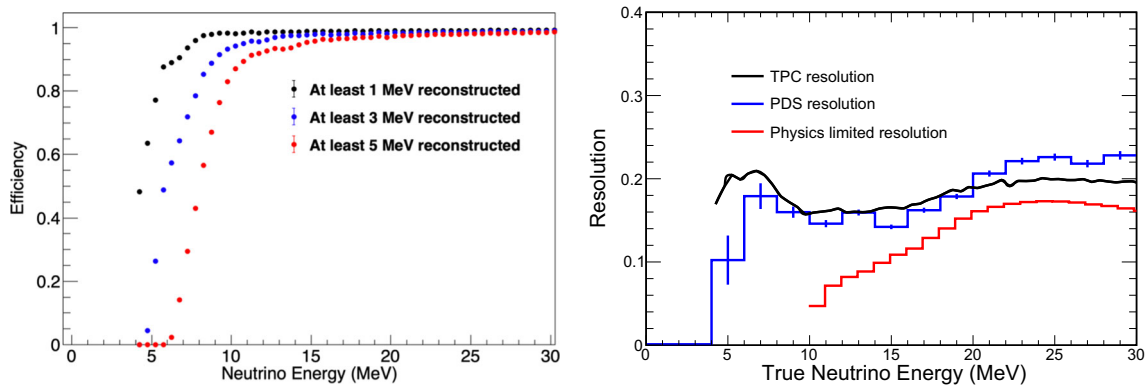 Efficiency
1
0.8
0.6
0.4
0.2
0
0
5
10
15
20
25
30
Neutrino Energy (MeV)
At least 1 MeV reconstructed
At least 3 MeV reconstructed
At least 5 MeV reconstructed
Resolution
0.4
0.3
0.2
0.1
0
0
5
10
15
20
25
30
True Neutrino Energy (MeV)
TPC resolution
PDS resolution
Physics limited resolution